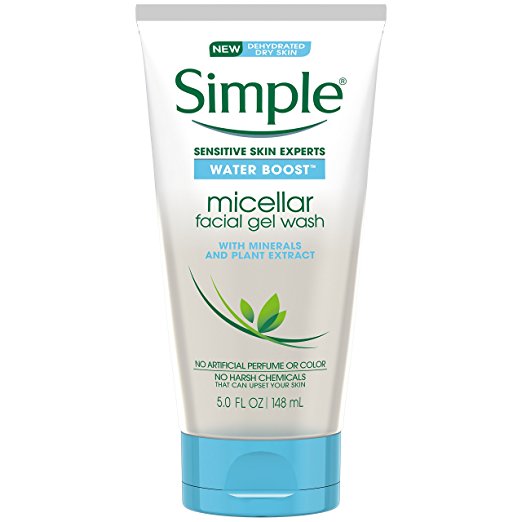 NEW DEHYDRATED
DRY SKIN
Simple®
SENSITIVE SKIN EXPERTS
WATER BOOST™
micellar
facial gel wash
WITH MINERALS
AND PLANT EXTRACT
NO ARTIFICIAL PERFUME OR COLOR
NO HARSH CHEMICALS
THAT CAN UPSET YOUR SKIN
5.0 FL OZ | 148 mL